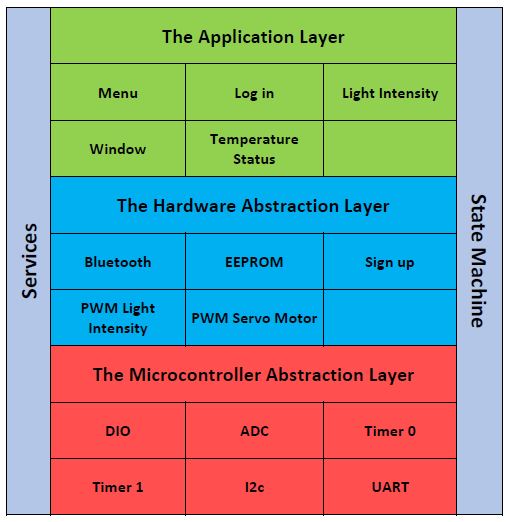 The Application Layer
Menu
Log in
Light Intensity
Window
Temperature
Status
Services
The Hardware Abstraction Layer
State Machine
Bluetooth
EEPROM
Sign up
PWM Light
Intensity
PWM Servo Motor
The Microcontroller Abstraction Layer
DIO
ADC
Timer 0
Timer 1
I2c
UART